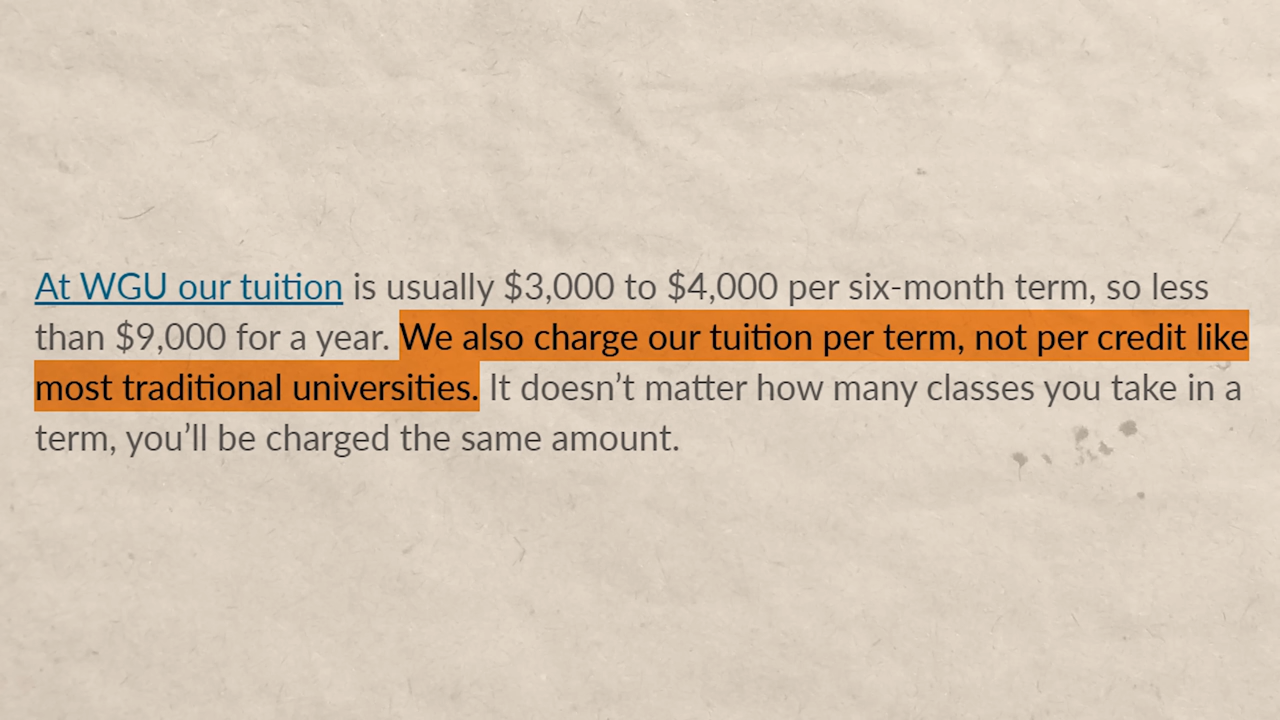 At WGU our tuition is usually $3,000 to $4,000 per six-month term, so less
than $9,000 for a year. We also charge our tuition per term, not per credit like
most traditional universities. It doesn’t matter how many classes you take in a
term, you’ll be charged the same amount.